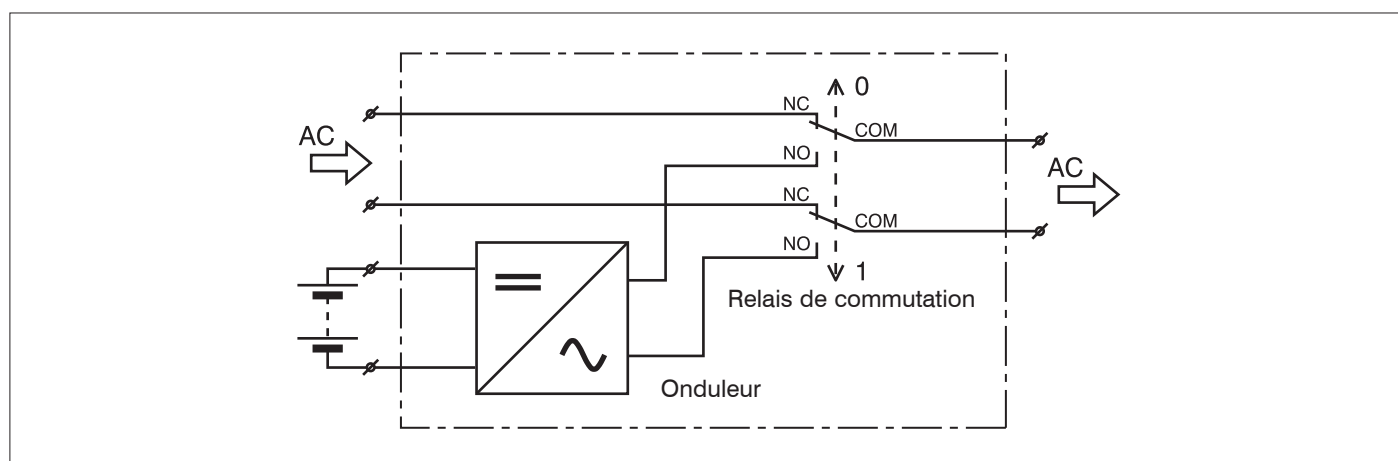 0
NC
AC
COM
NO
AC
NC
COM
NO
1
Relais de commutation
Onduleur